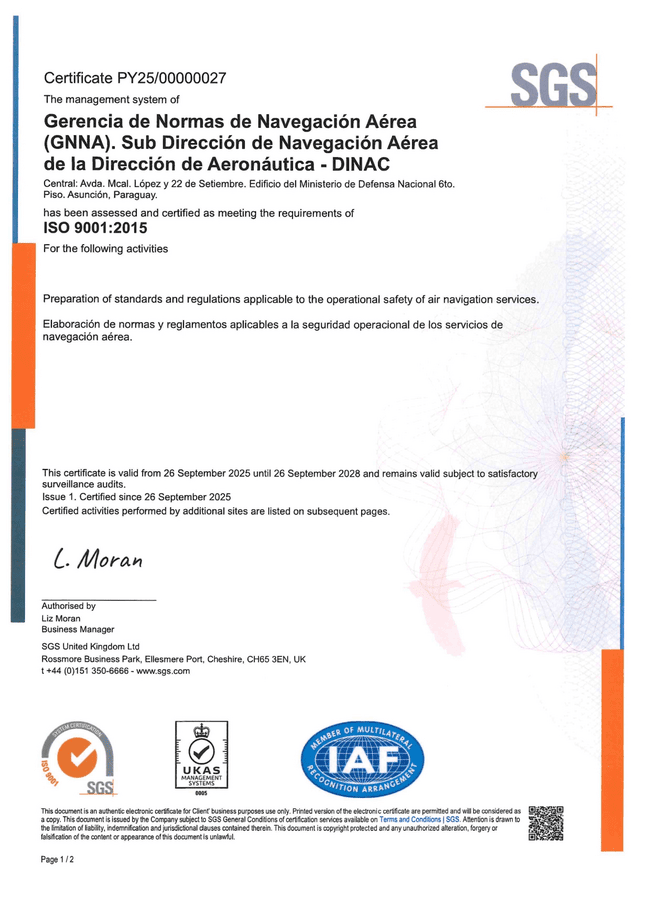 Certificate PY25/00000027
SGS
The management system of
Gerencia de Normas de Navegación Aérea
(GNNA). Sub Dirección de Navegación Aérea
de la Dirección de Aeronáutica - DINAC
Central: Avda. Mcal. López y 22 de Setiembre. Edificio del Ministerio de Defensa Nacional 6to.
Piso. Asunción, Paraguay.
has been assessed and certified as meeting the requirements of
ISO 9001:2015
For the following activities
Preparation of standards and regulations applicable to the operational safety of air navigation services.
Elaboración de normas y reglamentos aplicables a la seguridad operacional de los servicios de
navegación aérea.
This certificate is valid from 26 September 2025 until 26 September 2028 and remains valid subject to satisfactory
surveillance audits.
Issue 1. Certified since 26 September 2025
Certified activities performed by additional sites are listed on subsequent pages.
L. Moran
Authorised by
Liz Moran
Business Manager
SGS United Kingdom Ltd
Rossmore Business Park, Ellesmere Port, Cheshire, CH65 3EN, UK
t +44 (0)151 350-6666 - www.sgs.com
SYSTEM CERTIFICATION
ISO 9001
SGS
UKAS
MANAGEMENT
SYSTEMS
0005
MEMBER OF MULTILATERAL
IAF
RECOGNITION ARRANGEMENT
This document is an authentic electronic certificate for Client' business purposes use only. Printed version of the electronic certificate are permitted and will be considered as
a copy. This document is issued by the Company subject to SGS General Conditions of certification services available on Terms and Conditions | SGS. Attention is drawn to
the limitation of liability, indemnification and jurisdictional clauses contained therein. This document is copyright protected and any unauthorized alteration, forgery or
falsification of the content or appearance of this document is unlawful.
Page 1 / 2